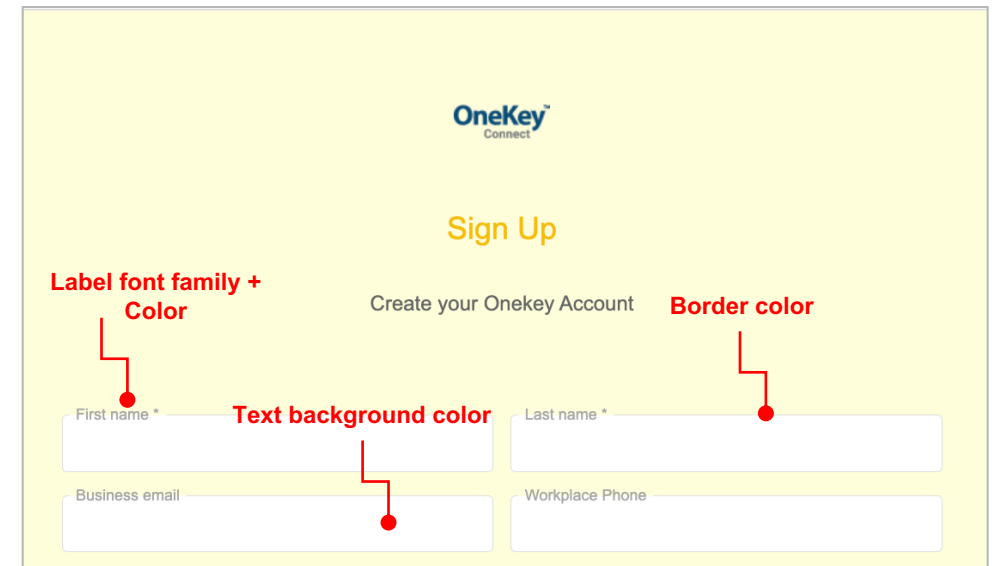 OneKey™
Connect
Sign Up
Label font family +
Color
Create your Onekey Account
Border color
First name *
Text background color
Last name *
Business email
Workplace Phone